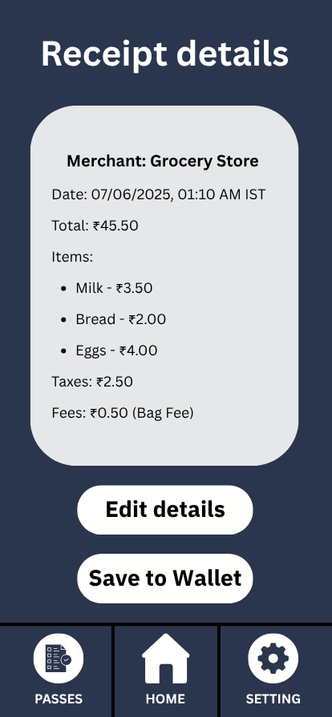 Receipt details
Merchant: Grocery Store
Date: 07/06/2025, 01:10 AM IST
Total: ₹45.50
Items:
• Milk - ₹3.50
• Bread - ₹2.00
• Eggs - ₹4.00
Taxes: ₹2.50
Fees: ₹0.50 (Bag Fee)
Edit details
Save to Wallet
PASSES
HOME
SETTING